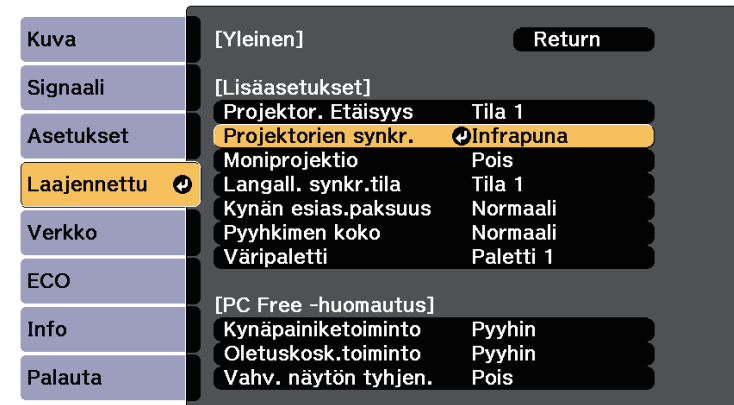 Kuva
Signaali
Asetukset
Laajennettu
Verkko
ECO
Info
Palauta
[Yleinen] Return
[Lisäasetukset]
Projektor. Etäisyys Tila 1
Projektorien synkr. Infrapuna
Moniprojektio Pois
Langall. synkr.tila Tila 1
Kynän esias.paksuus Normaali
Pyyhkimen koko Normaali
Väripaletti Paletti 1
[PC Free -huomautus]
Kynäpainiketoiminto Pyyhin
Oletuskosk.toiminto Pyyhin
Vahv. näytön tyhjen. Pois